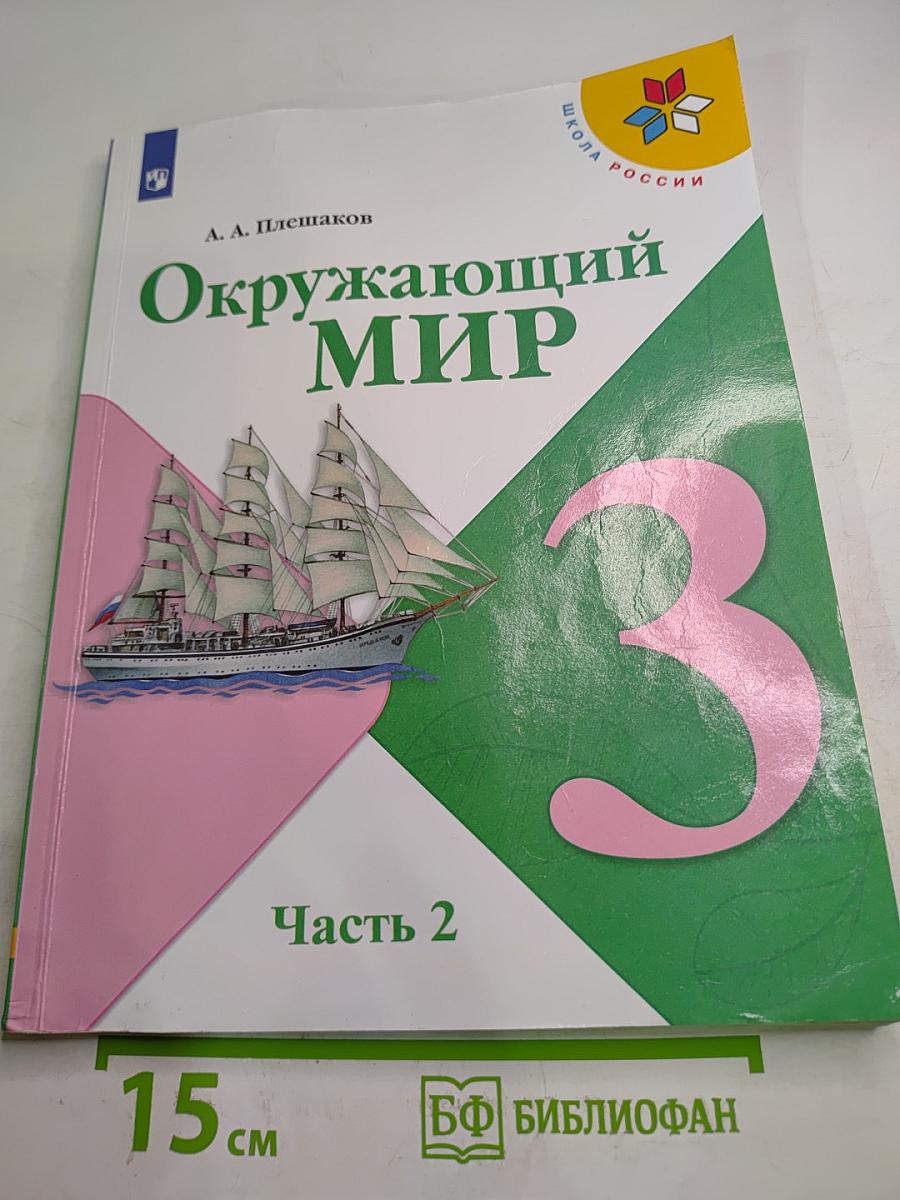 ШКОЛА РОССИИ
А. А. Плешаков
Окружающий
МИР
3
Часть 2
15 см
БФ БИБЛИОФАН